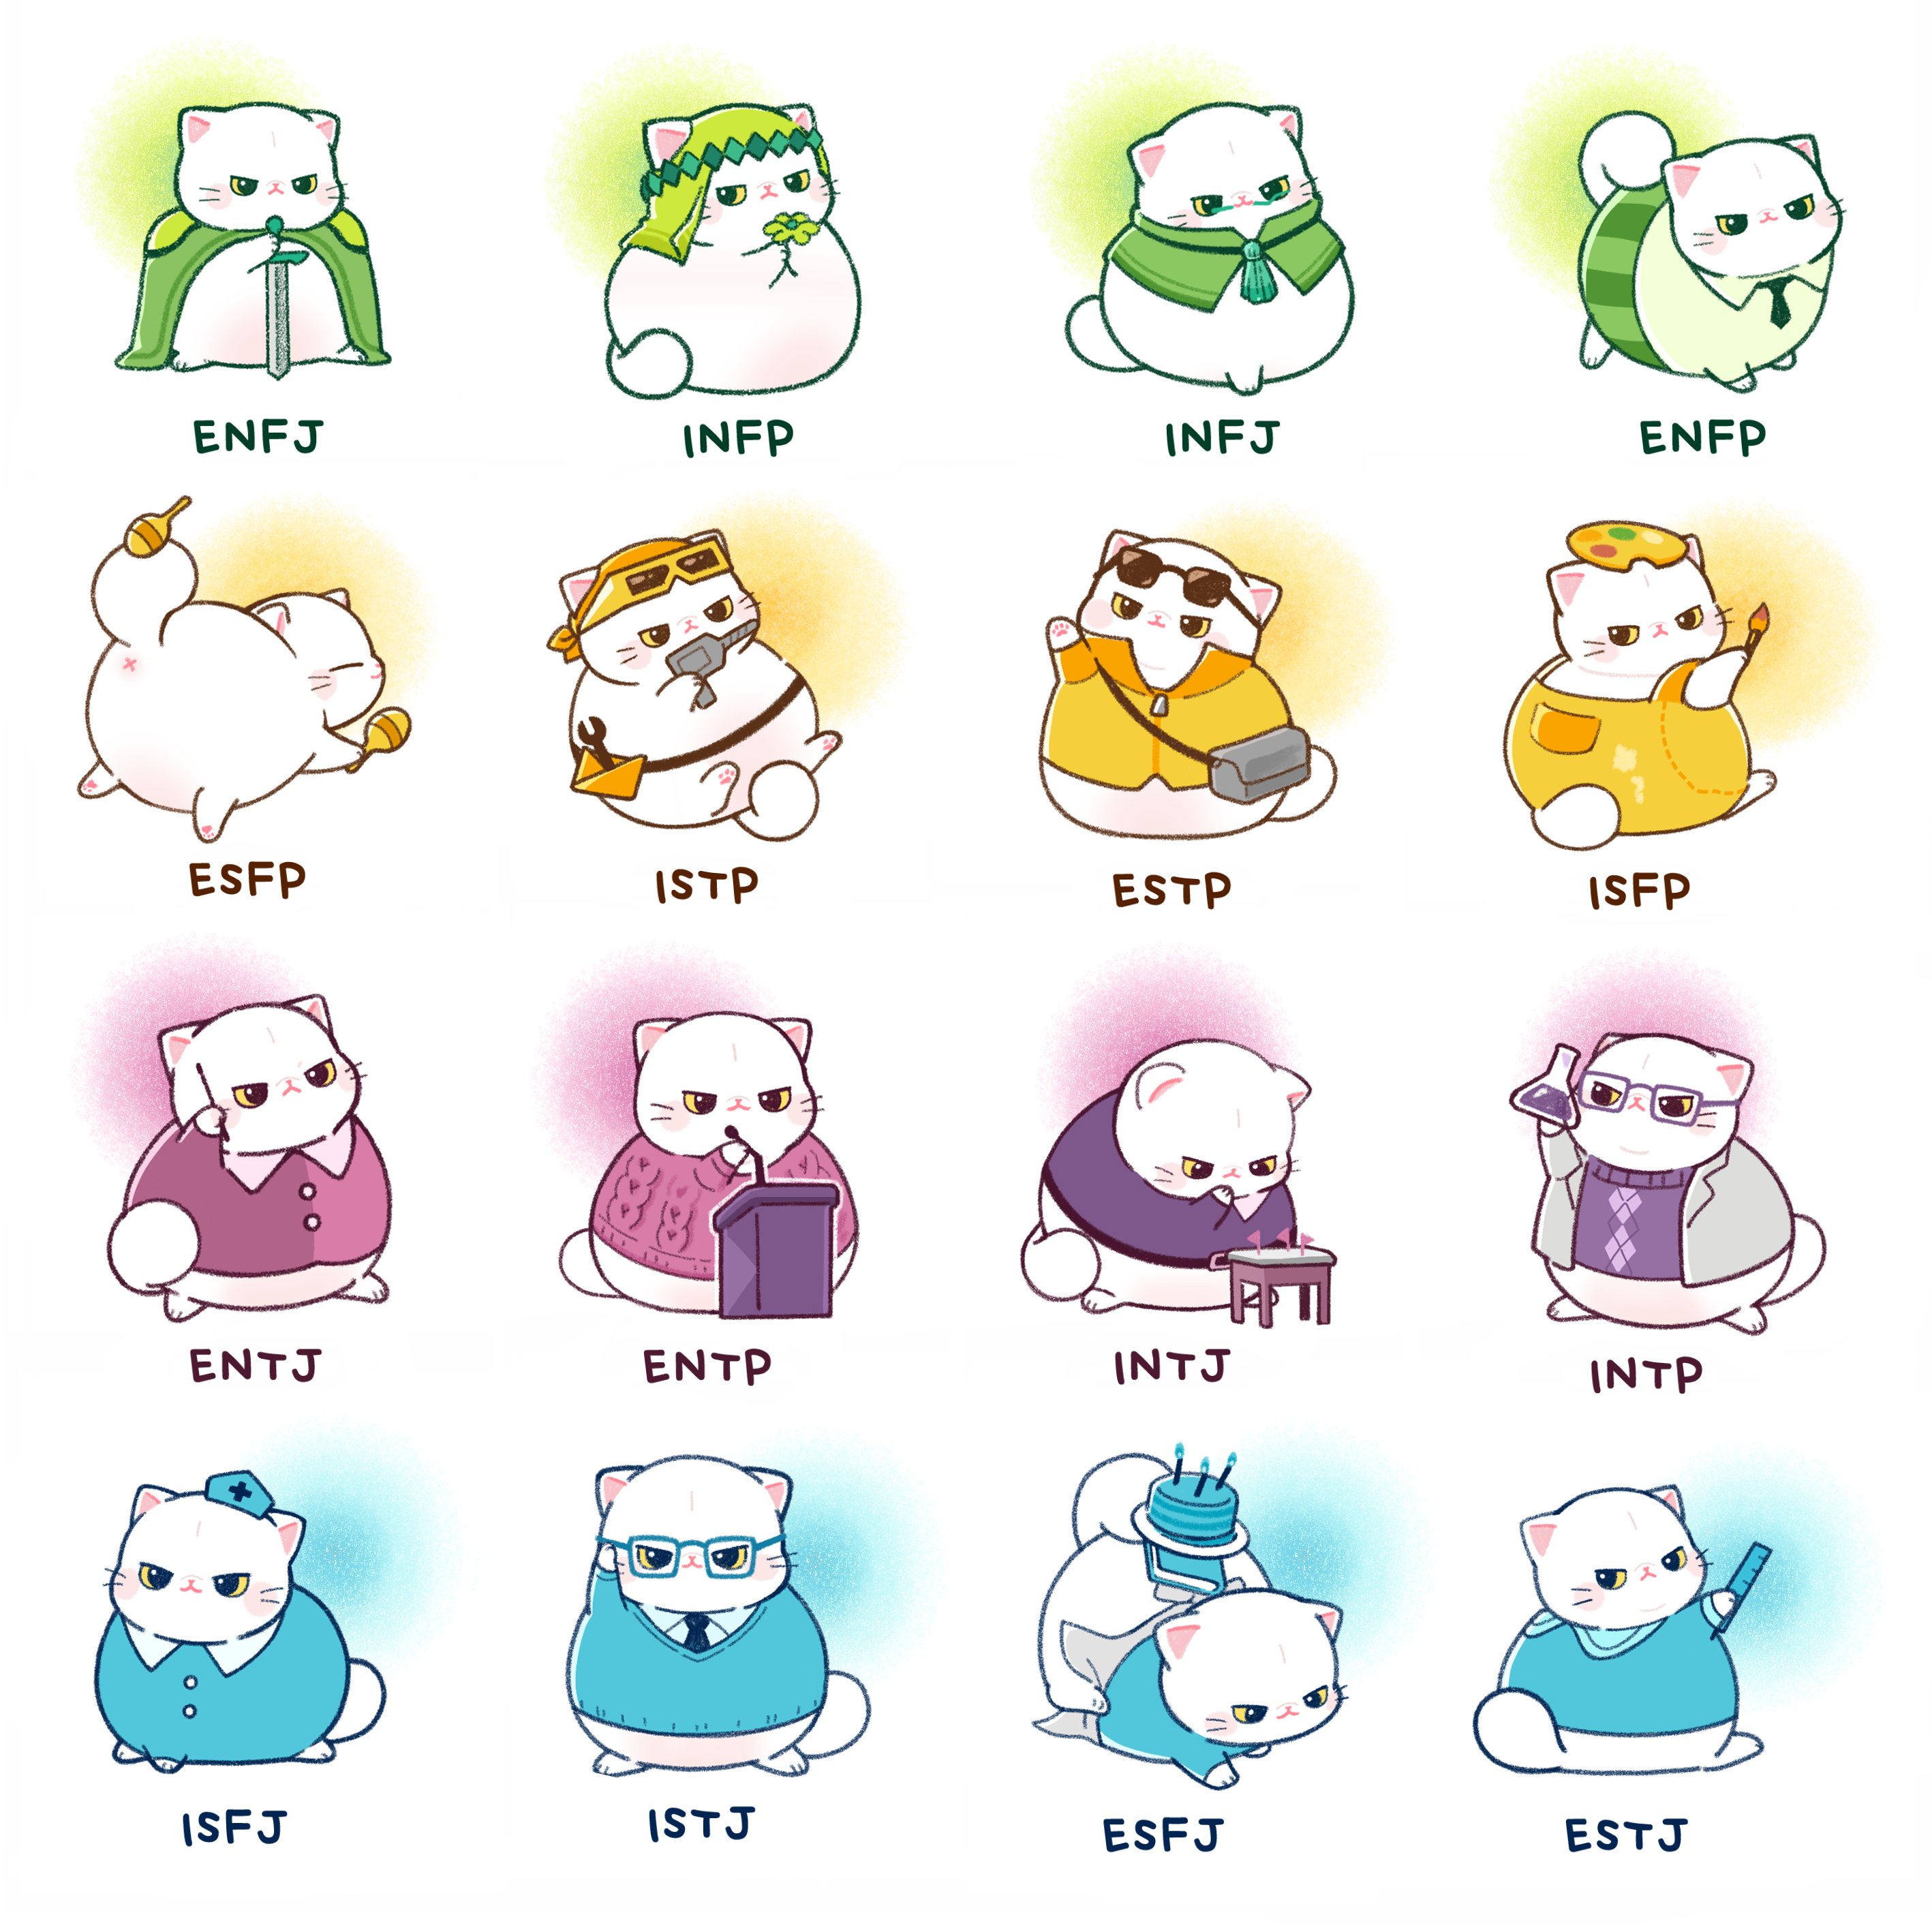 ENFJ
INFP
INFJ
ENFP
ESFP
ISTP
ESTP
ISFP
ENTJ
ENTP
INTJ
INTP
ISFJ
ISTJ
ESFJ
ESTJ